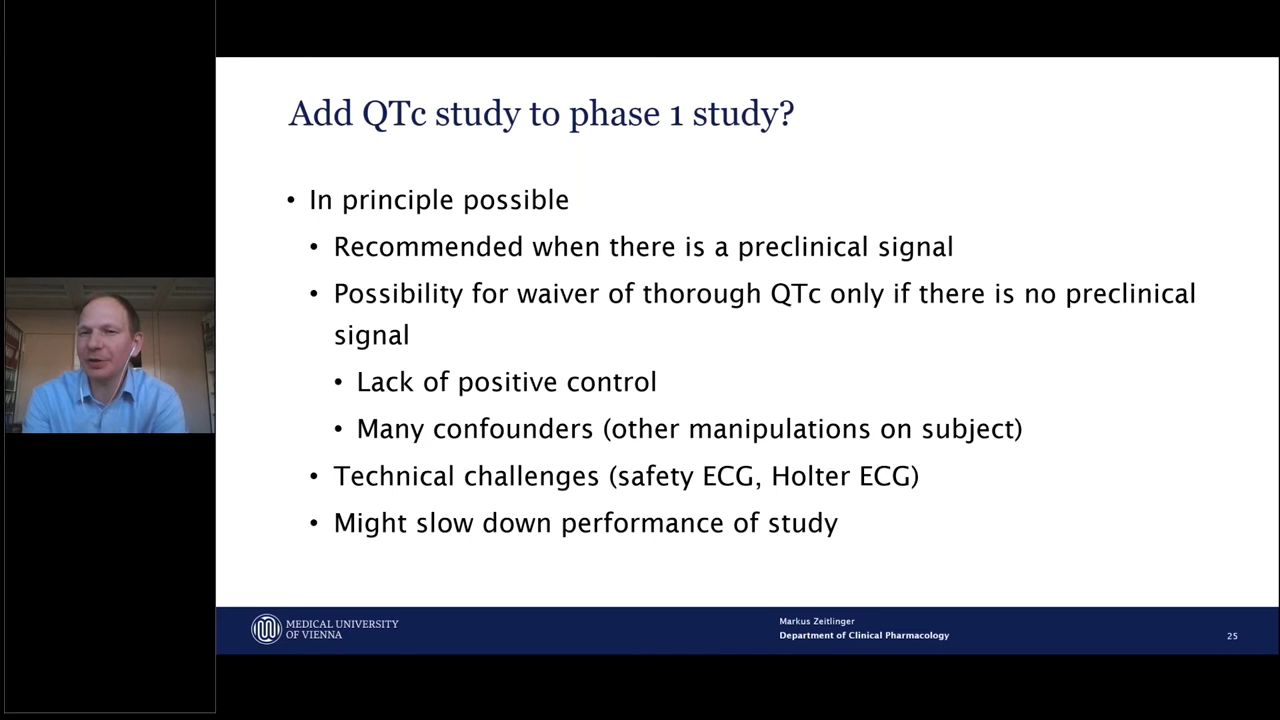 Add QTc study to phase 1 study?
• In principle possible
• Recommended when there is a preclinical signal
• Possibility for waiver of thorough QTc only if there is no preclinical
signal
• Lack of positive control
• Many confounders (other manipulations on subject)
• Technical challenges (safety ECG, Holter ECG)
• Might slow down performance of study
MEDICAL UNIVERSITY
OF VIENNA
Markus Zeitlinger
Department of Clinical Pharmacology
25